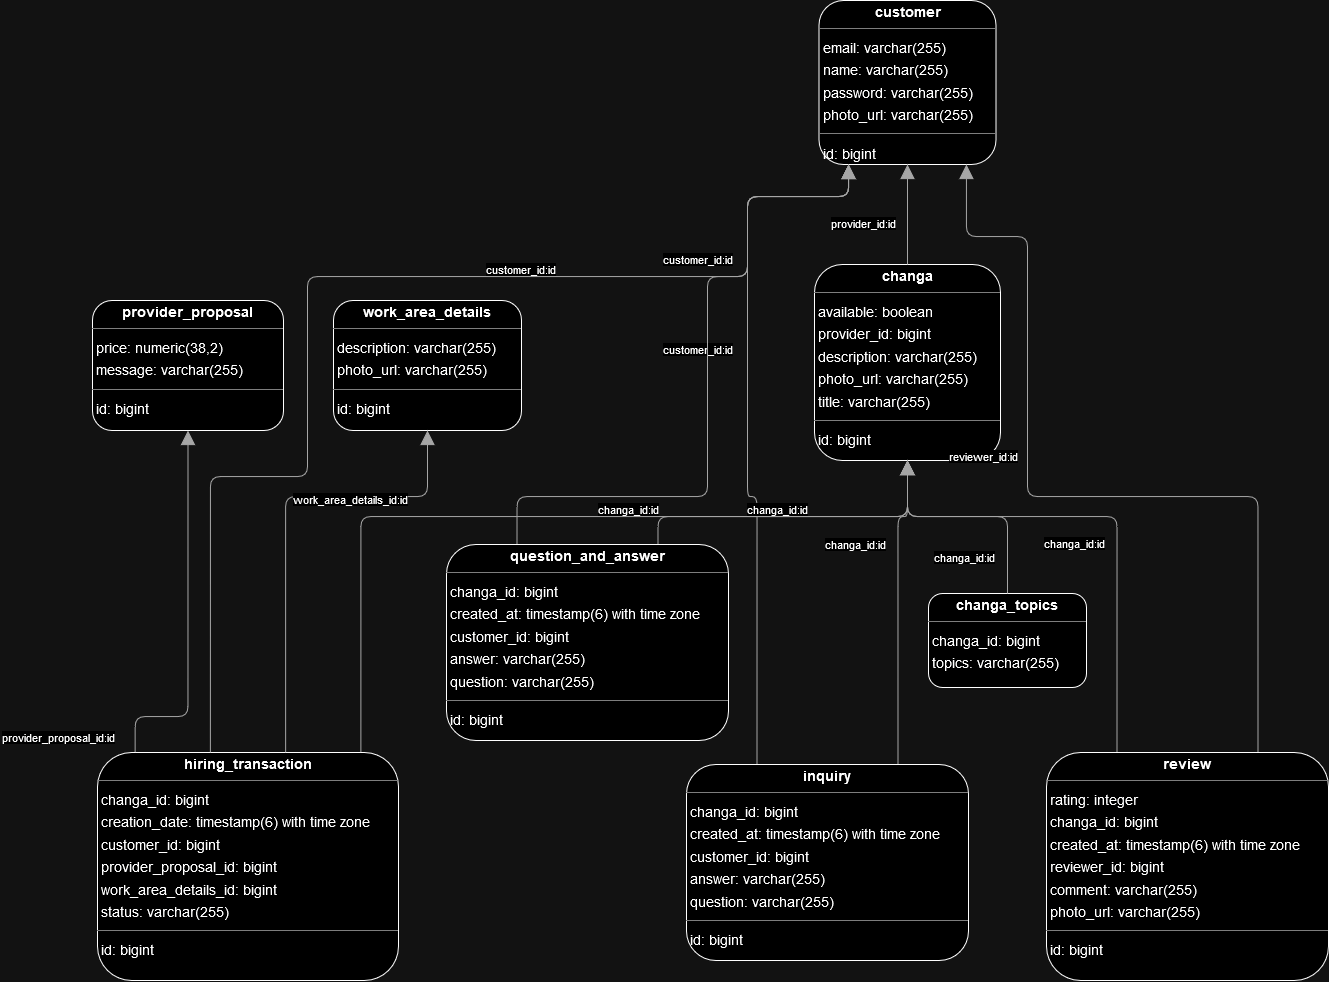 customer
email: varchar(255)
name: varchar(255)
password: varchar(255)
photo_url: varchar(255)
id: bigint
provider_id:id
customer_id:id
customer_id:id
customer_id:id
changa
available: boolean
provider_id: bigint
description: varchar(255)
photo_url: varchar(255)
title: varchar(255)
id: bigint
provider_proposal
price: numeric(38,2)
message: varchar(255)
id: bigint
work_area_details
description: varchar(255)
photo_url: varchar(255)
id: bigint
reviewer_id:id
work_area_details_id:id
changa_id:id
changa_id:id
changa_id:id
changa_id:id
changa_id:id
question_and_answer
changa_id: bigint
created_at: timestamp(6) with time zone
customer_id: bigint
answer: varchar(255)
question: varchar(255)
id: bigint
changa_topics
changa_id: bigint
topics: varchar(255)
provider_proposal_id:id
hiring_transaction
changa_id: bigint
creation_date: timestamp(6) with time zone
customer_id: bigint
provider_proposal_id: bigint
work_area_details_id: bigint
status: varchar(255)
id: bigint
inquiry
changa_id: bigint
created_at: timestamp(6) with time zone
customer_id: bigint
answer: varchar(255)
question: varchar(255)
id: bigint
review
rating: integer
changa_id: bigint
created_at: timestamp(6) with time zone
reviewer_id: bigint
comment: varchar(255)
photo_url: varchar(255)
id: bigint